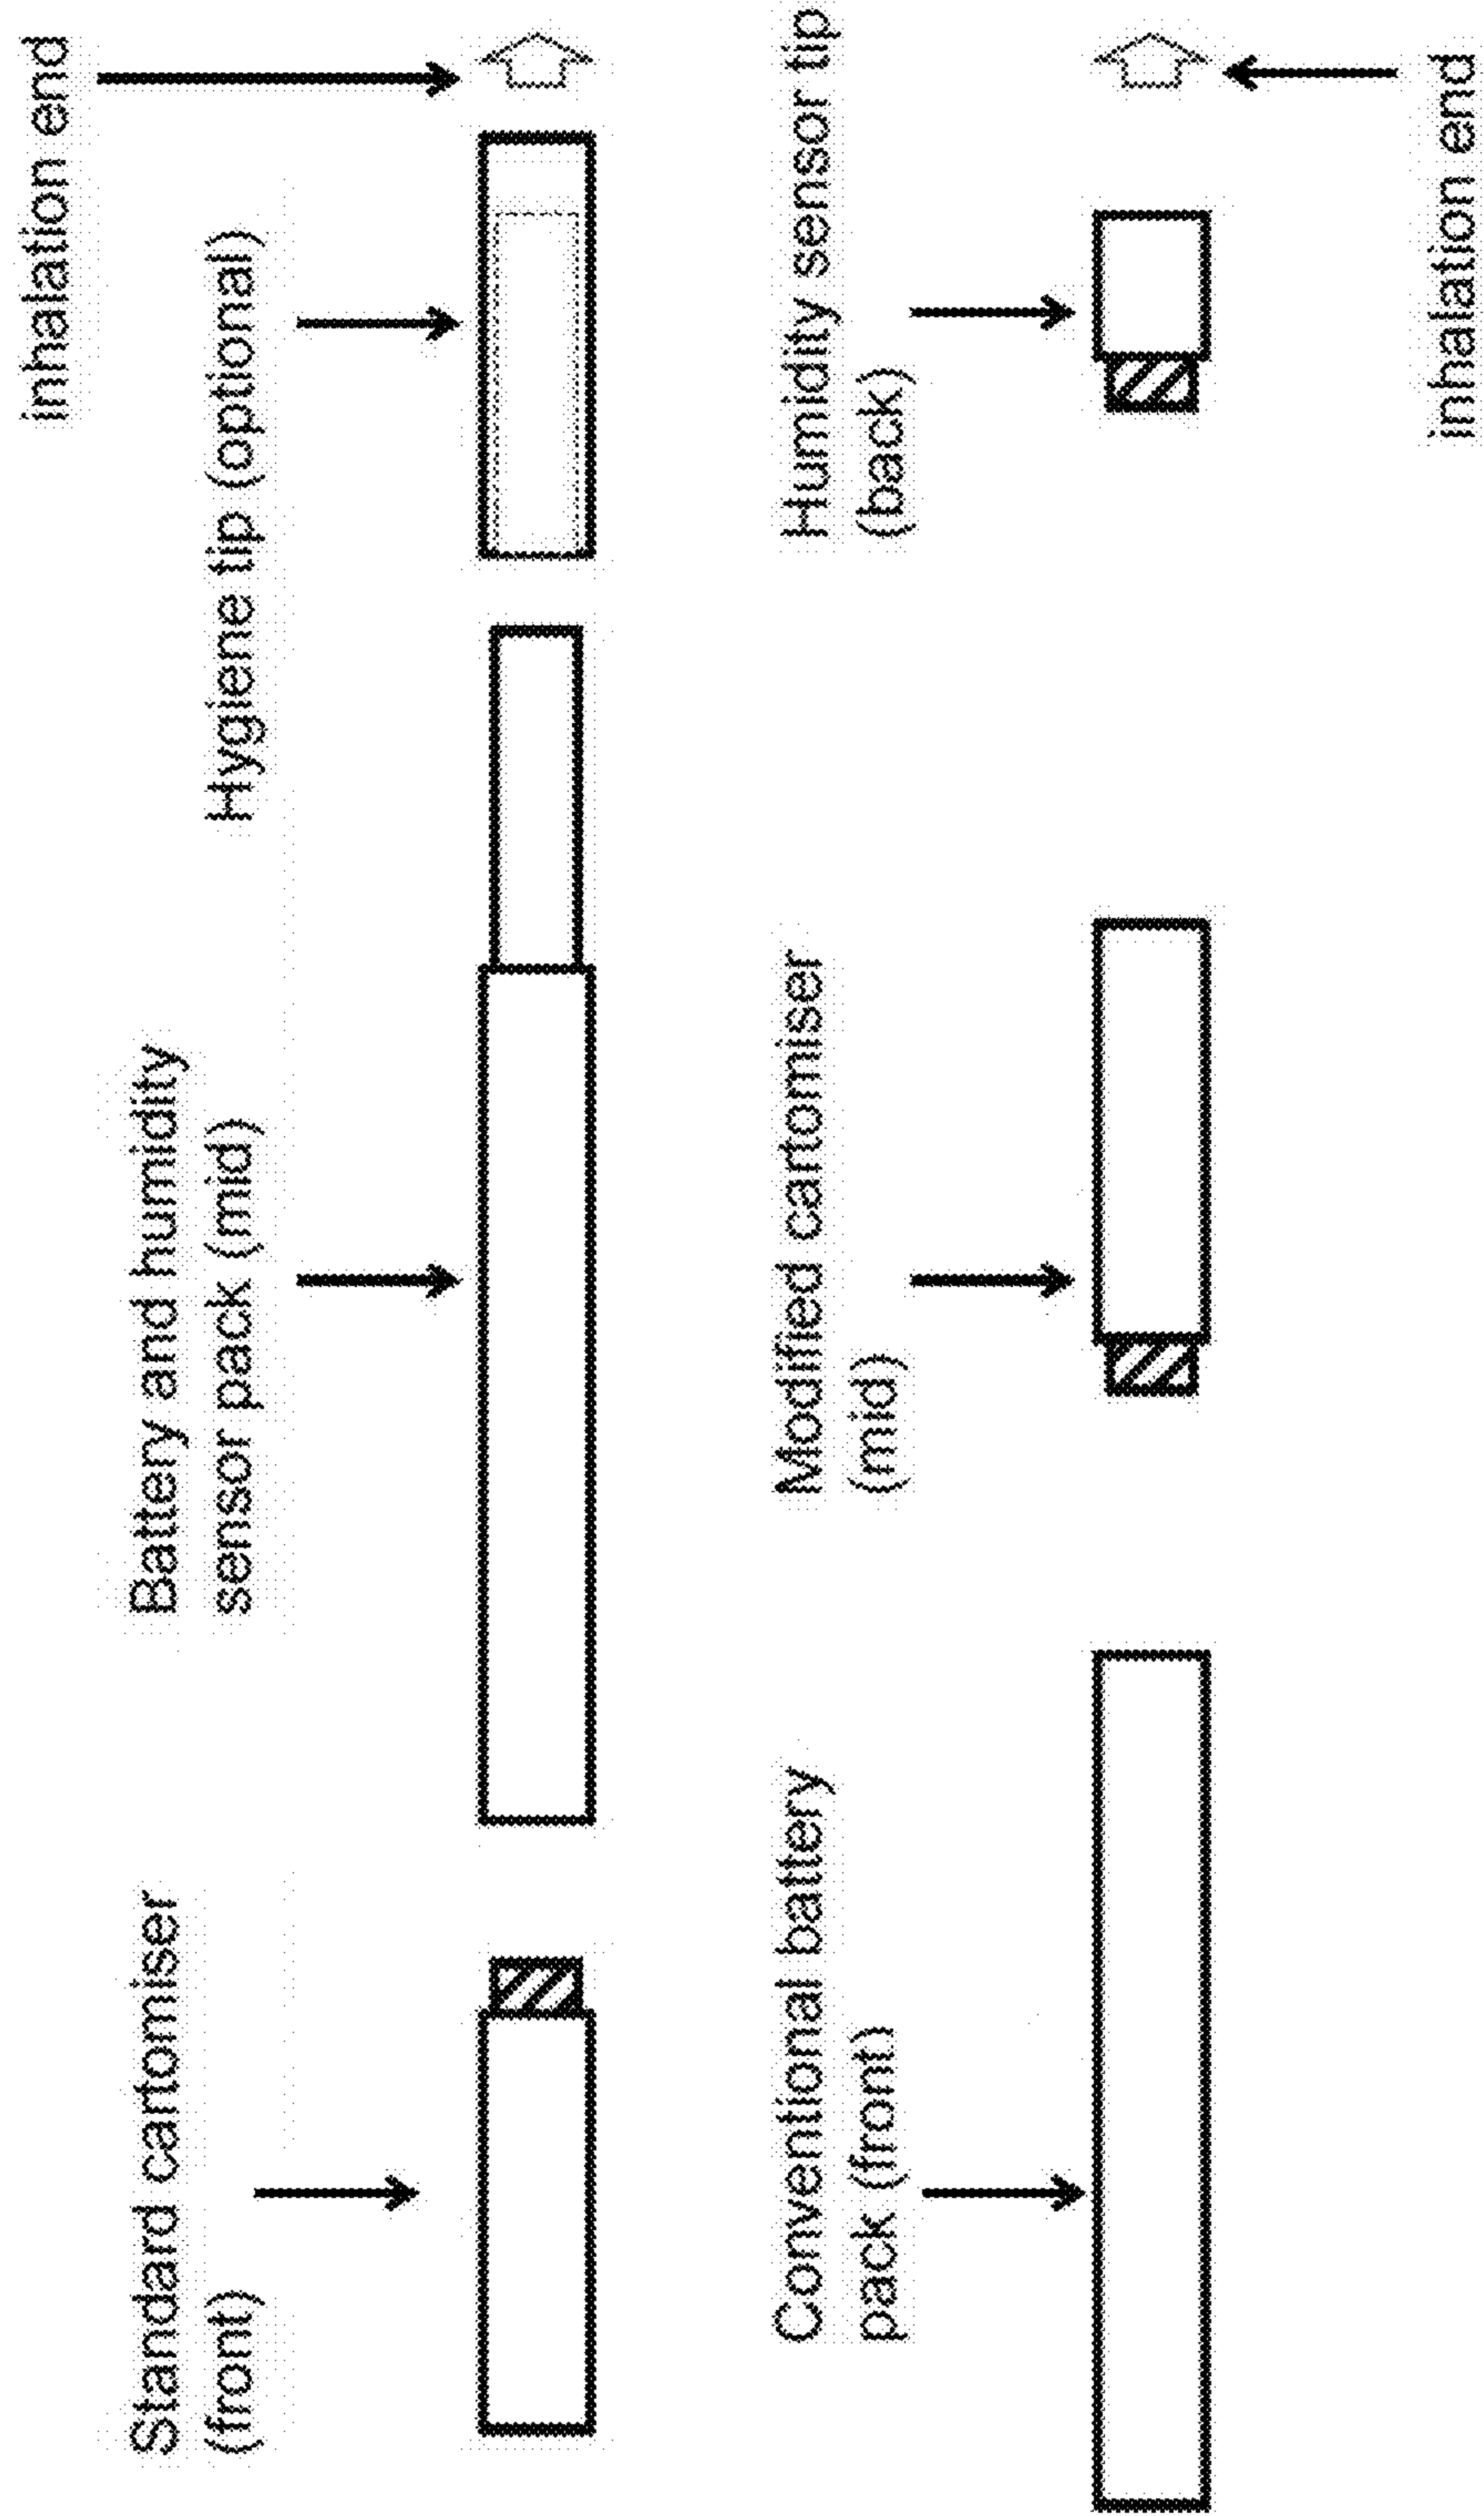 inhalation end
Standard cartomiser
(front)
Battery and humidity
sensor pack (mid)
Hygiene tip (optional)
Conventional battery
pack (front)
Modified cartomiser
(mid)
Humidity sensor tip
(back)
inhalation end